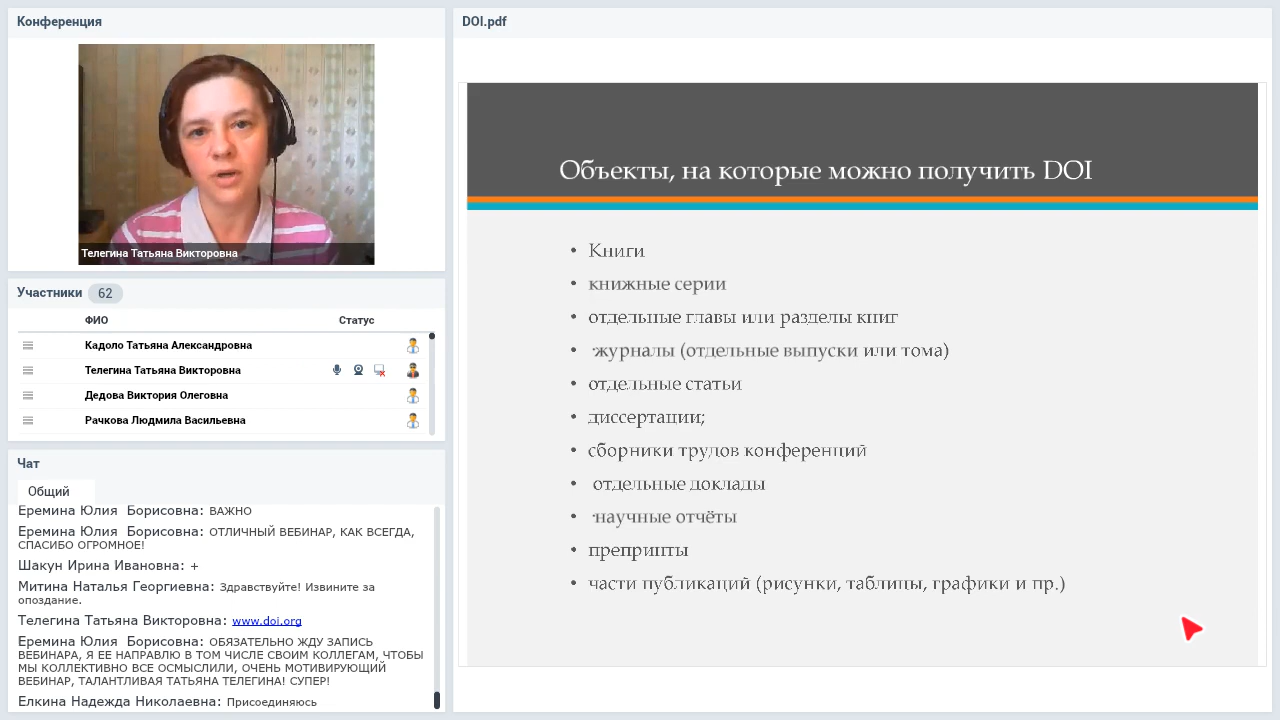 Конференция
Телегина Татьяна Викторовна
Участники 62
ФИО Статус
Кадоло Татьяна Александровна
Телегина Татьяна Викторовна
Дедова Виктория Олеговна
Рачкова Людмила Васильевна
Чат
Общий
Еремина Юлия Борисовна: ВАЖНО
Еремина Юлия Борисовна: ОТЛИЧНЫЙ ВЕБИНАР, КАК ВСЕГДА,
СПАСИБО ОГРОМНОЕ!
Шакун Ирина Ивановна: +
Митина Наталья Георгиевна: Здравствуйте! Извините за
опоздание.
Телегина Татьяна Викторовна: www.doi.org
Еремина Юлия Борисовна: ОБЯЗАТЕЛЬНО ЖДУ ЗАПИСЬ
ВЕБИНАРА, Я ЕЕ НАПРАВЛЮ В ТОМ ЧИСЛЕ СВОИМ КОЛЛЕГАМ, ЧТОБЫ
МЫ КОЛЛЕКТИВНО ВСЕ ОСМЫСЛИЛИ, ОЧЕНЬ МОТИВИРУЮЩИЙ
ВЕБИНАР, ТАЛАНТЛИВАЯ ТАТЬЯНА ТЕЛЕГИНА! СУПЕР!
Елкина Надежда Николаевна: Присоединяюсь
DOI.pdf
Объекты, на которые можно получить DOI
• Книги
• книжные серии
• отдельные главы или разделы книг
• ·журналы (отдельные выпуски или тома)
• отдельные статьи
• диссертации;
• сборники трудов конференций
• отдельные доклады
• ·научные отчёты
• препринты
• части публикаций (рисунки, таблицы, графики и пр.)